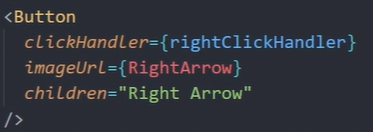 <Button
clickHandler={rightClickHandler}
imageUrl={RightArrow}
children="Right Arrow"
/>